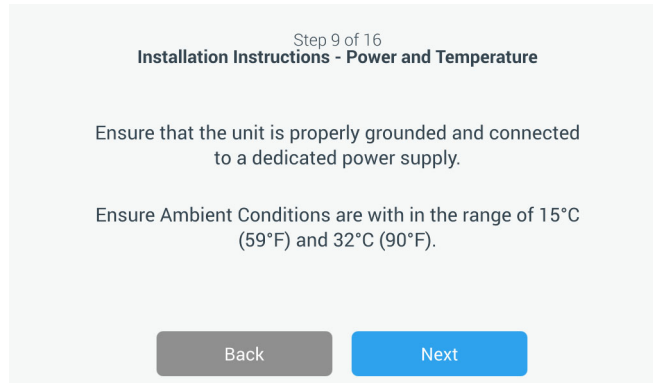 Step 9 of 16
Installation Instructions - Power and Temperature
Ensure that the unit is properly grounded and connected
to a dedicated power supply.
Ensure Ambient Conditions are with in the range of 15°C
(59°F) and 32°C (90°F).
Back
Next